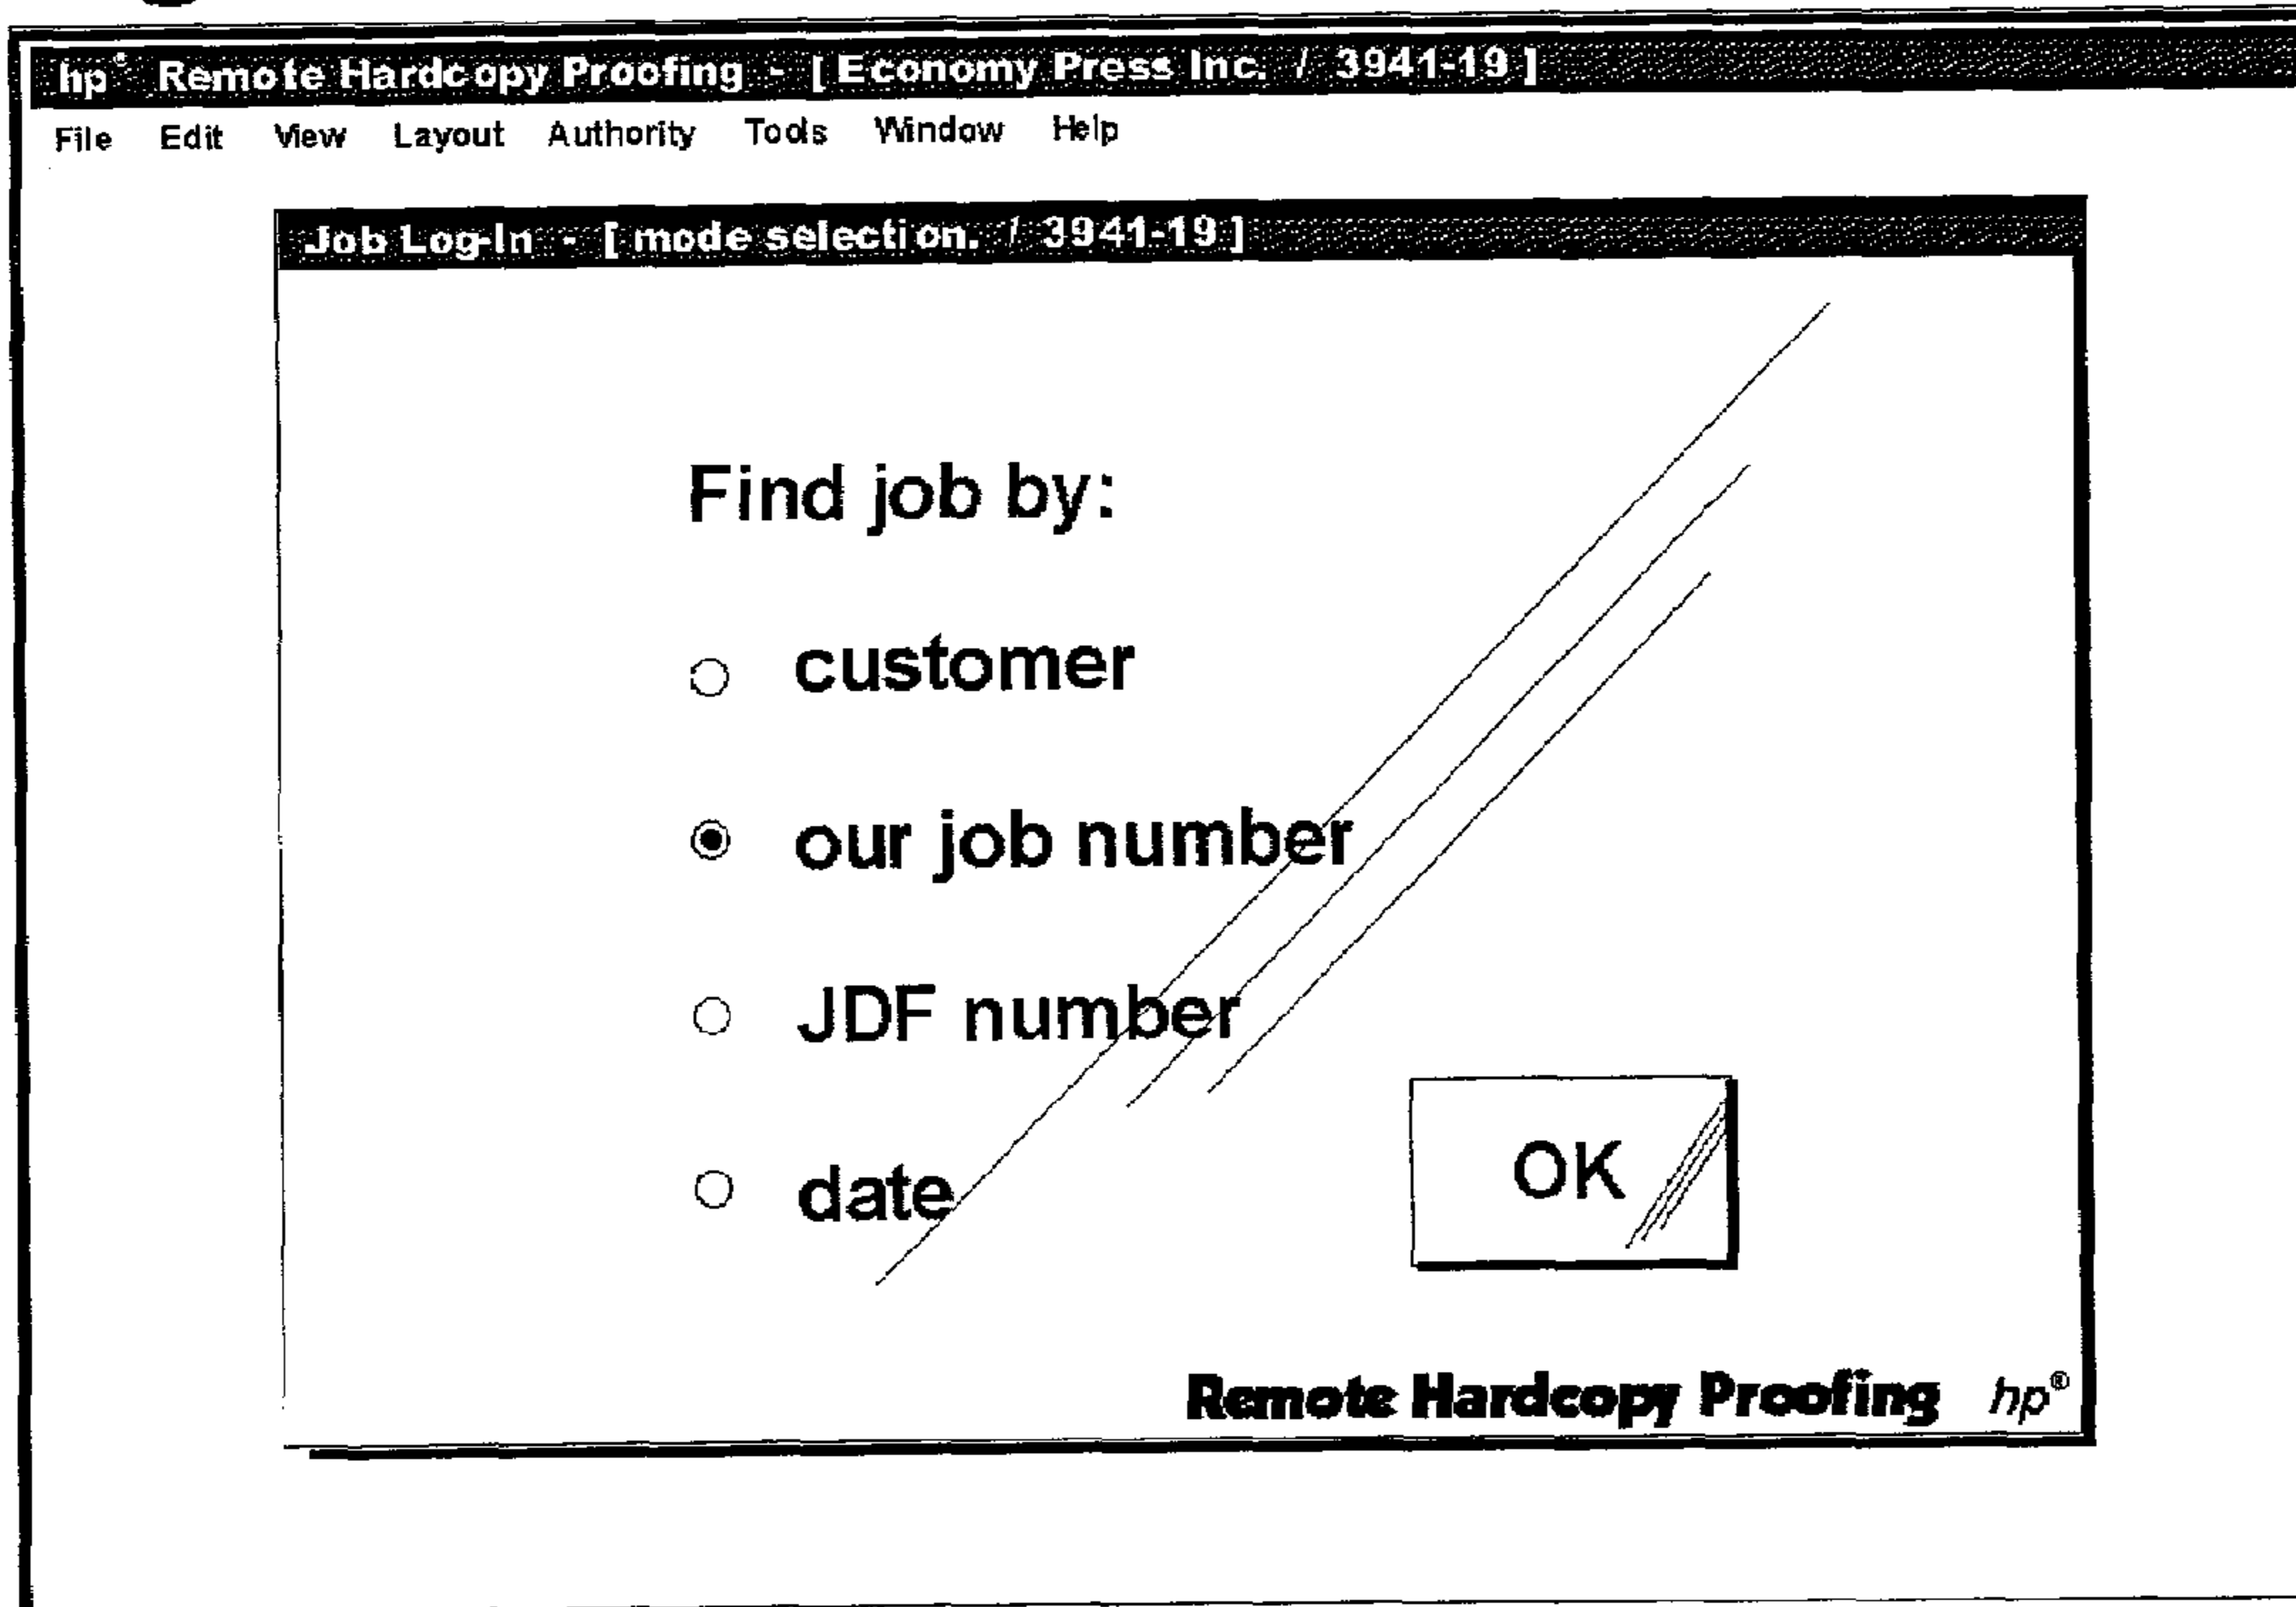 hp® Remote Hardcopy Proofing - [ Economy Press Inc. / 3941-19 ]
File Edit View Layout Authority Tools Window Help
Job Log-In - [ mode selection. / 3941-19 ]
Find job by:
customer
our job number
JDF number
date
OK
Remote Hardcopy Proofing hp®